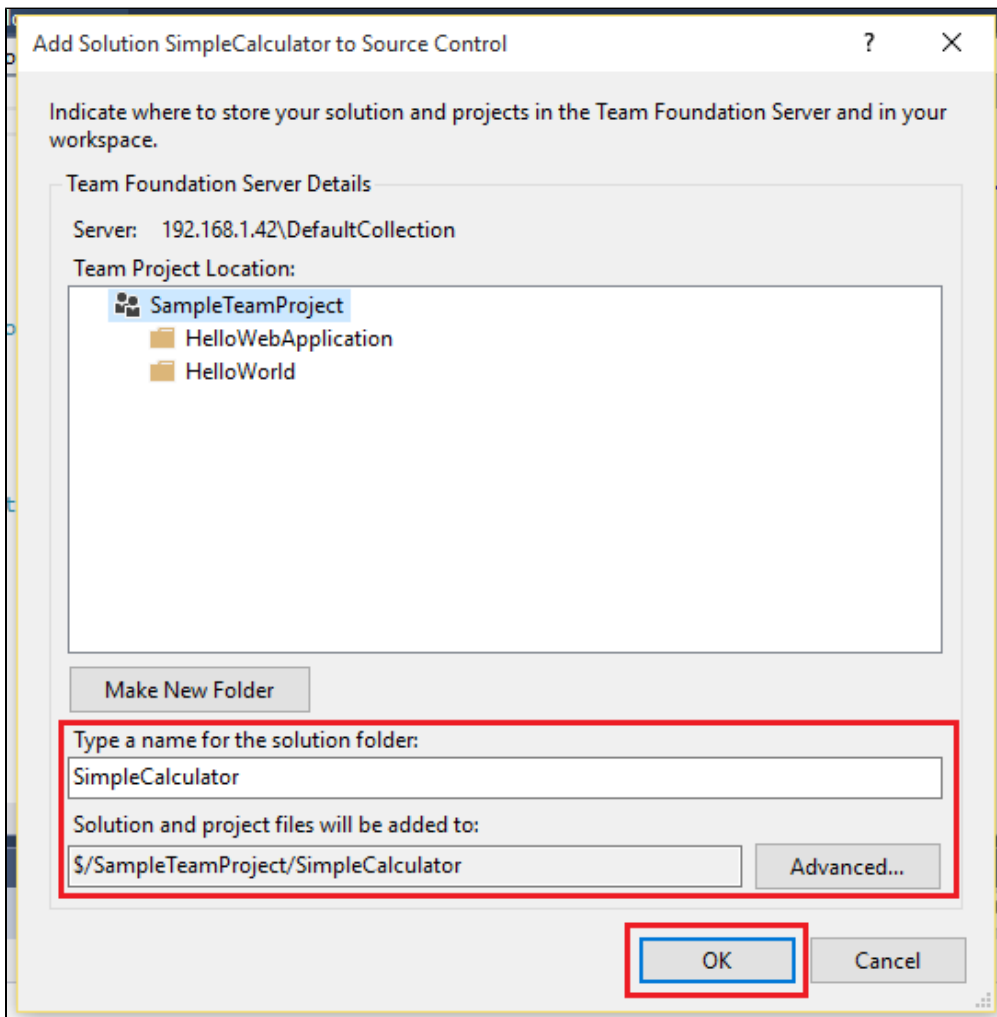 Add Solution SimpleCalculator to Source Control
Indicate where to store your solution and projects in the Team Foundation Server and in your
workspace.
Team Foundation Server Details
Server: 192.168.1.42\DefaultCollection
Team Project Location:
SampleTeamProject
HelloWebApplication
HelloWorld
Make New Folder
Type a name for the solution folder:
SimpleCalculator
Solution and project files will be added to:
$/SampleTeamProject/SimpleCalculator
Advanced...
OK
Cancel